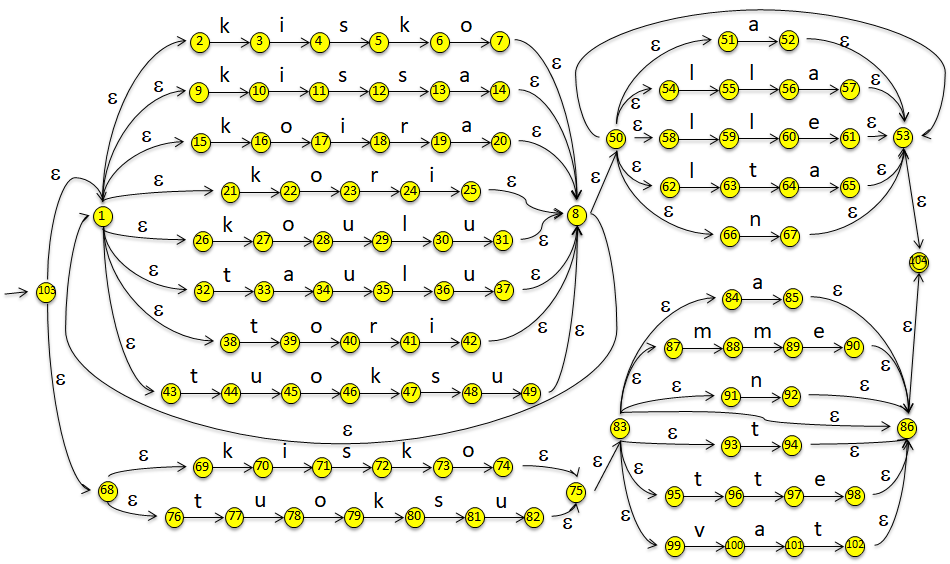 k i s k o
ε 2 3 4 5 6 7 ε
k i s s a
ε 9 10 11 12 13 14 ε
k o i r a
ε 15 16 17 18 19 20 ε
k o r i
ε 21 22 23 24 25 ε
1 8
k o u l u
ε 26 27 28 29 30 31 ε
t a u l u
ε 32 33 34 35 36 37 ε
t o r i
ε 38 39 40 41 42 ε
t u o k s u
ε 43 44 45 46 47 48 49 ε
ε
ε
103
ε
k i s k o
ε 69 70 71 72 73 74 ε
68 75
t u o k s u
ε 76 77 78 79 80 81 82 ε
ε
a
ε 51 52 ε
l l a
ε 54 55 56 57 ε
l l e
50 ε 58 59 60 61 ε 53
l t a
ε 62 63 64 65 ε
n
ε 66 67 ε
ε
104
ε
a
ε 84 85 ε
m m e
ε 87 88 89 90 ε
n
ε 91 92 ε
ε 83 ε 86
t
ε 93 94 ε
t t e
ε 95 96 97 98 ε
v a t
ε 99 100 101 102 ε